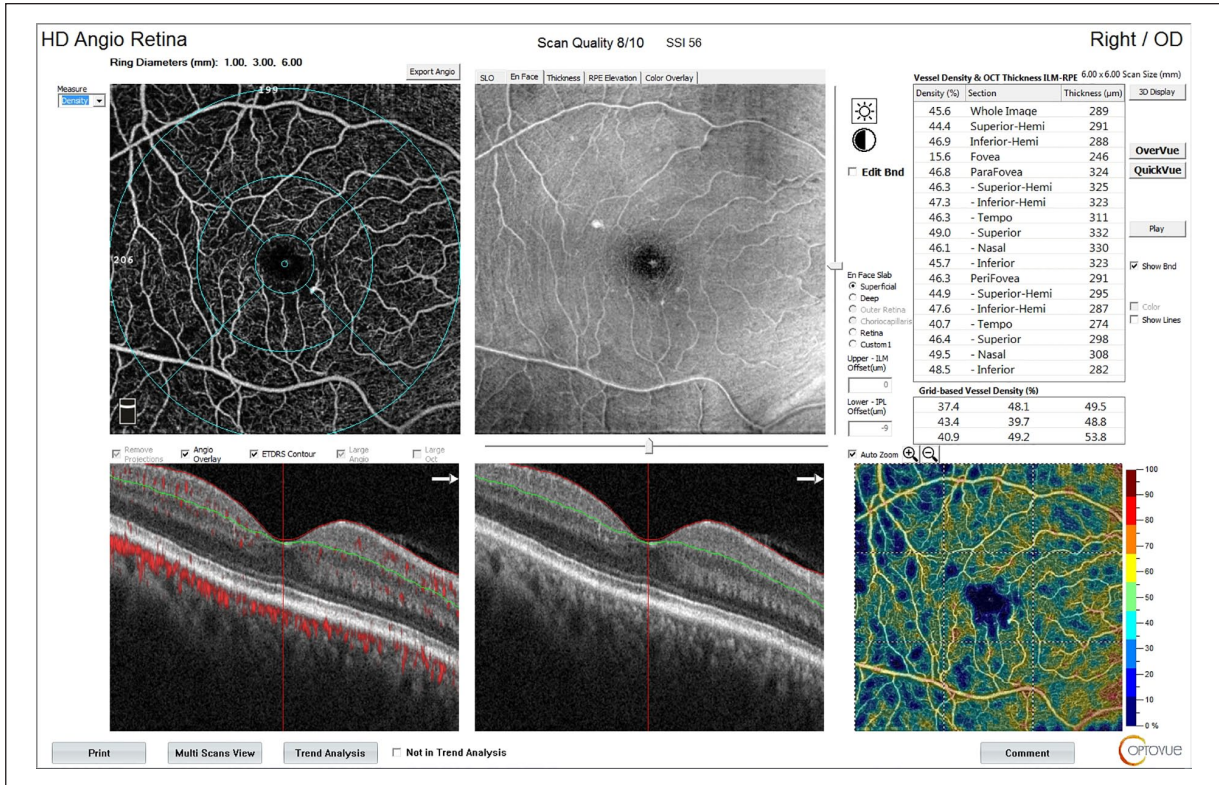 HD Angio Retina
Scan Quality 8/10 SSI 56
Right / OD
Ring Diameters (mm): 1.00, 3.00, 6.00
Export Angio
Measure
Density
199
206
SLO En Face Thickness RPE Elevation Color Overlay
Edit Bnd
En Face Slab
Superficial
Deep
Outer Retina
Choriocapillaris
Retina
Custom1
Upper - ILM
Offset(um)
0
Lower - IPL
Offset(um)
-9
Vessel Density & OCT Thickness ILM-RPE 6.00 x 6.00 Scan Size (mm)
Density (%) Section Thickness (µm)
45.6 Whole Image 289
44.4 Superior-Hemi 291
46.9 Inferior-Hemi 288
15.6 Fovea 246
46.8 ParaFovea 324
46.3 - Superior-Hemi 325
47.3 - Inferior-Hemi 323
46.3 - Tempo 311
49.0 - Superior 332
46.1 - Nasal 330
45.7 - Inferior 323
46.3 PeriFovea 291
44.9 - Superior-Hemi 295
47.6 - Inferior-Hemi 287
40.7 - Tempo 274
46.4 - Superior 298
49.5 - Nasal 308
48.5 - Inferior 282
3D Display
OverVue
QuickVue
Play
Show Bnd
Color
Show Lines
Grid-based Vessel Density (%)
37.4 48.1 49.5
43.4 39.7 48.8
40.9 49.2 53.8
Remove
Projections
Angio
Overlay
ETDRS Contour
Large
Angio
Large
Oct
Auto Zoom
100
90
80
70
60
50
40
30
20
10
0 %
Print
Multi Scans View
Trend Analysis
Not in Trend Analysis
Comment
OPTOVUE